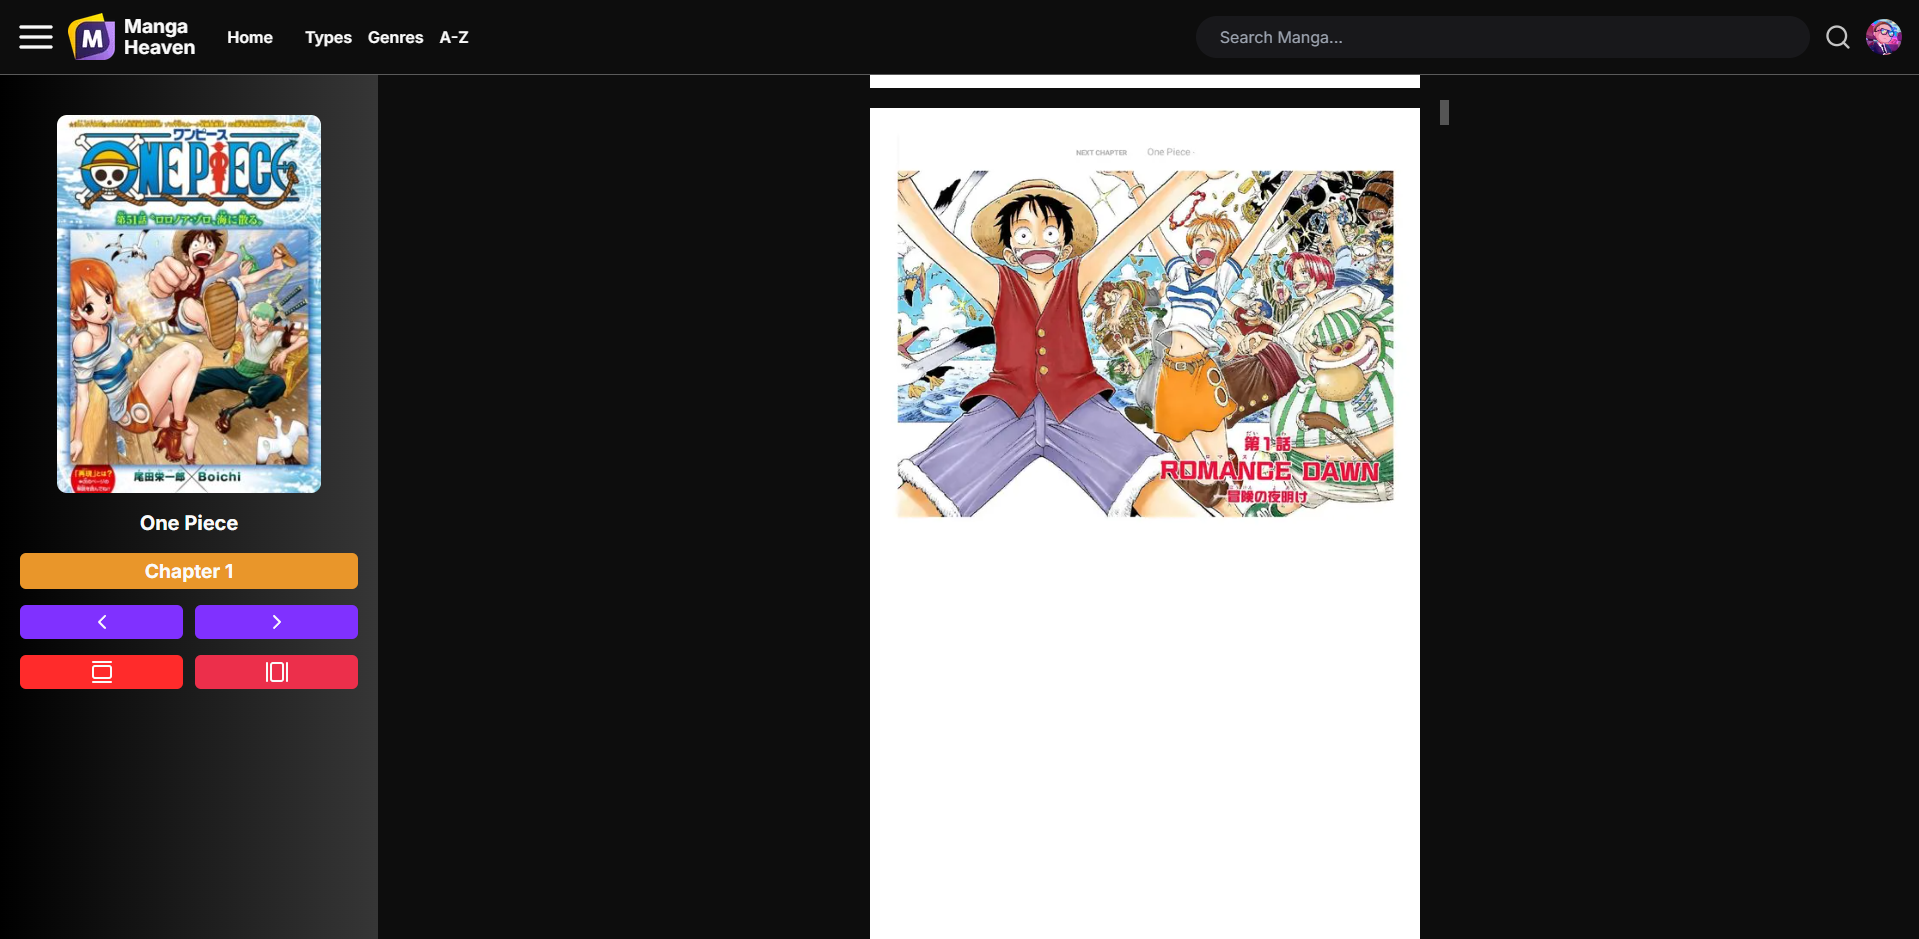 M
Manga
Heaven
Home
Types
Genres
A-Z
Search Manga...
ワンピース
ONE PIECE
第51話 "ロロノア・ゾロ、海に散る"
尾田栄一郎 × Boichi
One Piece
Chapter 1
NEXT CHAPTER
One Piece -
第1話
ROMANCE DAWN
冒険の夜明け